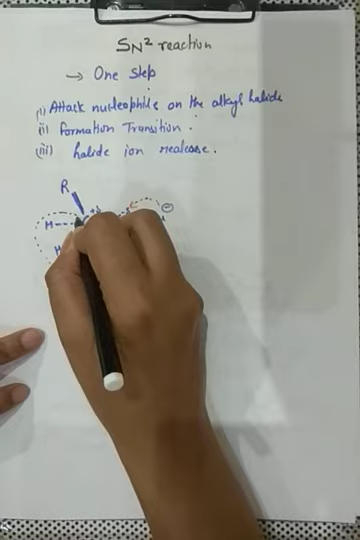 SN² reaction
→ One step
(i) Attack nucleophile on the alkyl halide
(ii) Formation Transition.
(iii) halide ion realease.
R
H
H